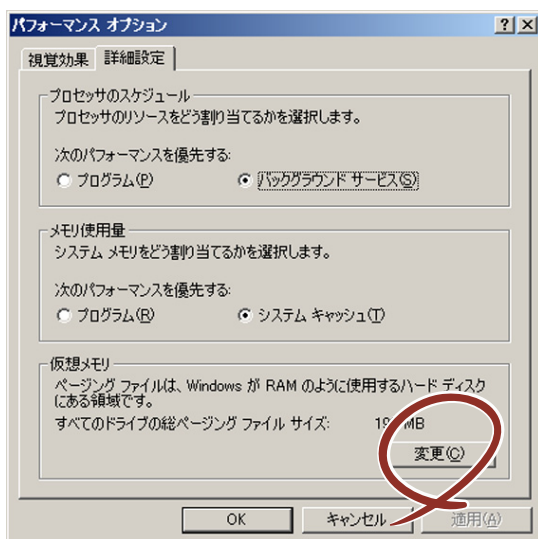 パフォーマンス オプション
視覚効果 詳細設定
プロセッサのスケジュール
プロセッサのリソースをどう割り当てるかを選択します。
次のパフォーマンスを優先する:
プログラム(P) バックグラウンド サービス(S)
メモリ使用量
システム メモリをどう割り当てるかを選択します。
次のパフォーマンスを優先する:
プログラム(R) システム キャッシュ(T)
仮想メモリ
ページング ファイルは、Windows が RAM のように使用するハード ディスク
にある領域です。
すべてのドライブの総ページング ファイル サイズ: MB
変更(C)
OK キャンセル 適用(A)